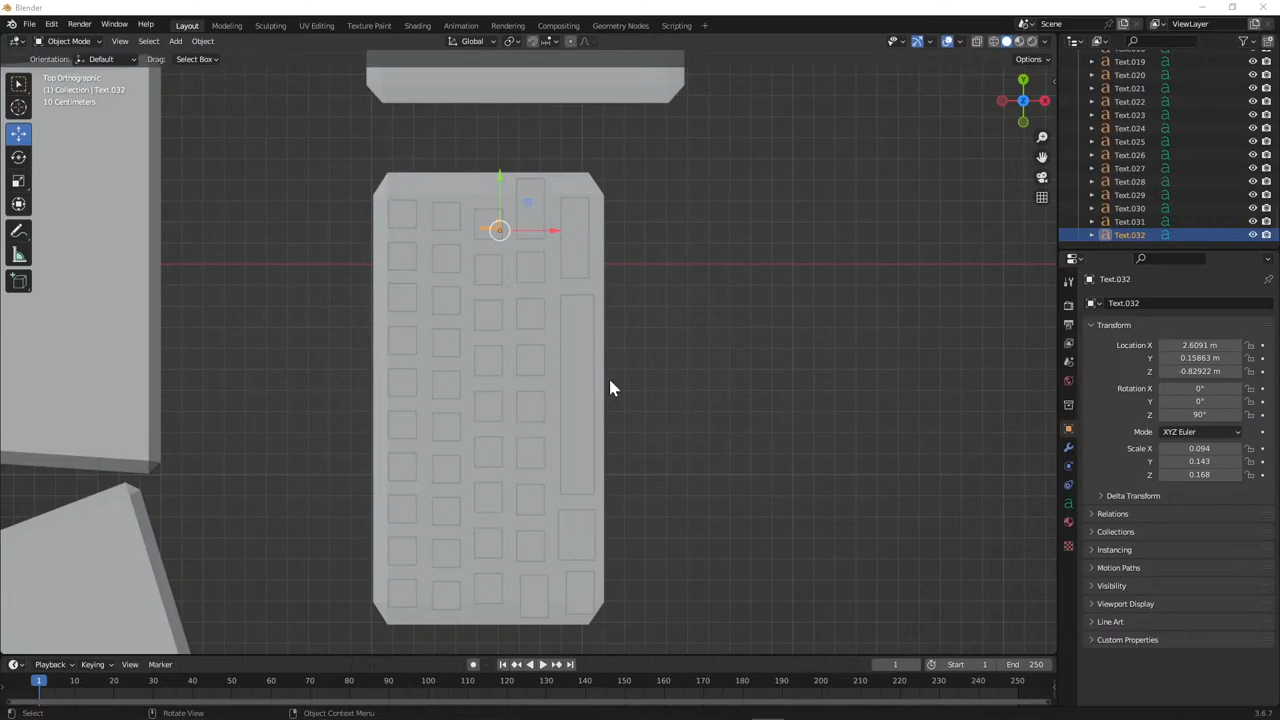 Blender
File Edit Render Window Help Layout Modeling Sculpting UV Editing Texture Paint Shading Animation Rendering Compositing Geometry Nodes Scripting + Scene ViewLayer
Object Mode View Select Add Object Global
Orientation: Default Drag: Select Box Options
Top Orthographic
(1) Collection | Text.032
10 Centimeters
Y
Z
X
Text.019
Text.020
Text.021
Text.022
Text.023
Text.024
Text.025
Text.026
Text.027
Text.028
Text.029
Text.030
Text.031
Text.032
Text.032
Text.032
Transform
Location X 2.6091 m
Y 0.15863 m
Z -0.82922 m
Rotation X 0°
Y 0°
Z 90°
Mode XYZ Euler
Scale X 0.094
Y 0.143
Z 0.168
Delta Transform
Relations
Collections
Instancing
Motion Paths
Visibility
Viewport Display
Line Art
Custom Properties
Playback Keying View Marker 1 Start 1 End 250
1 10 20 30 40 50 60 70 80 90 100 110 120 130 140 150 160 170 180 190 200 210 220 230 240 250
Select Rotate View Object Context Menu 3.6.7